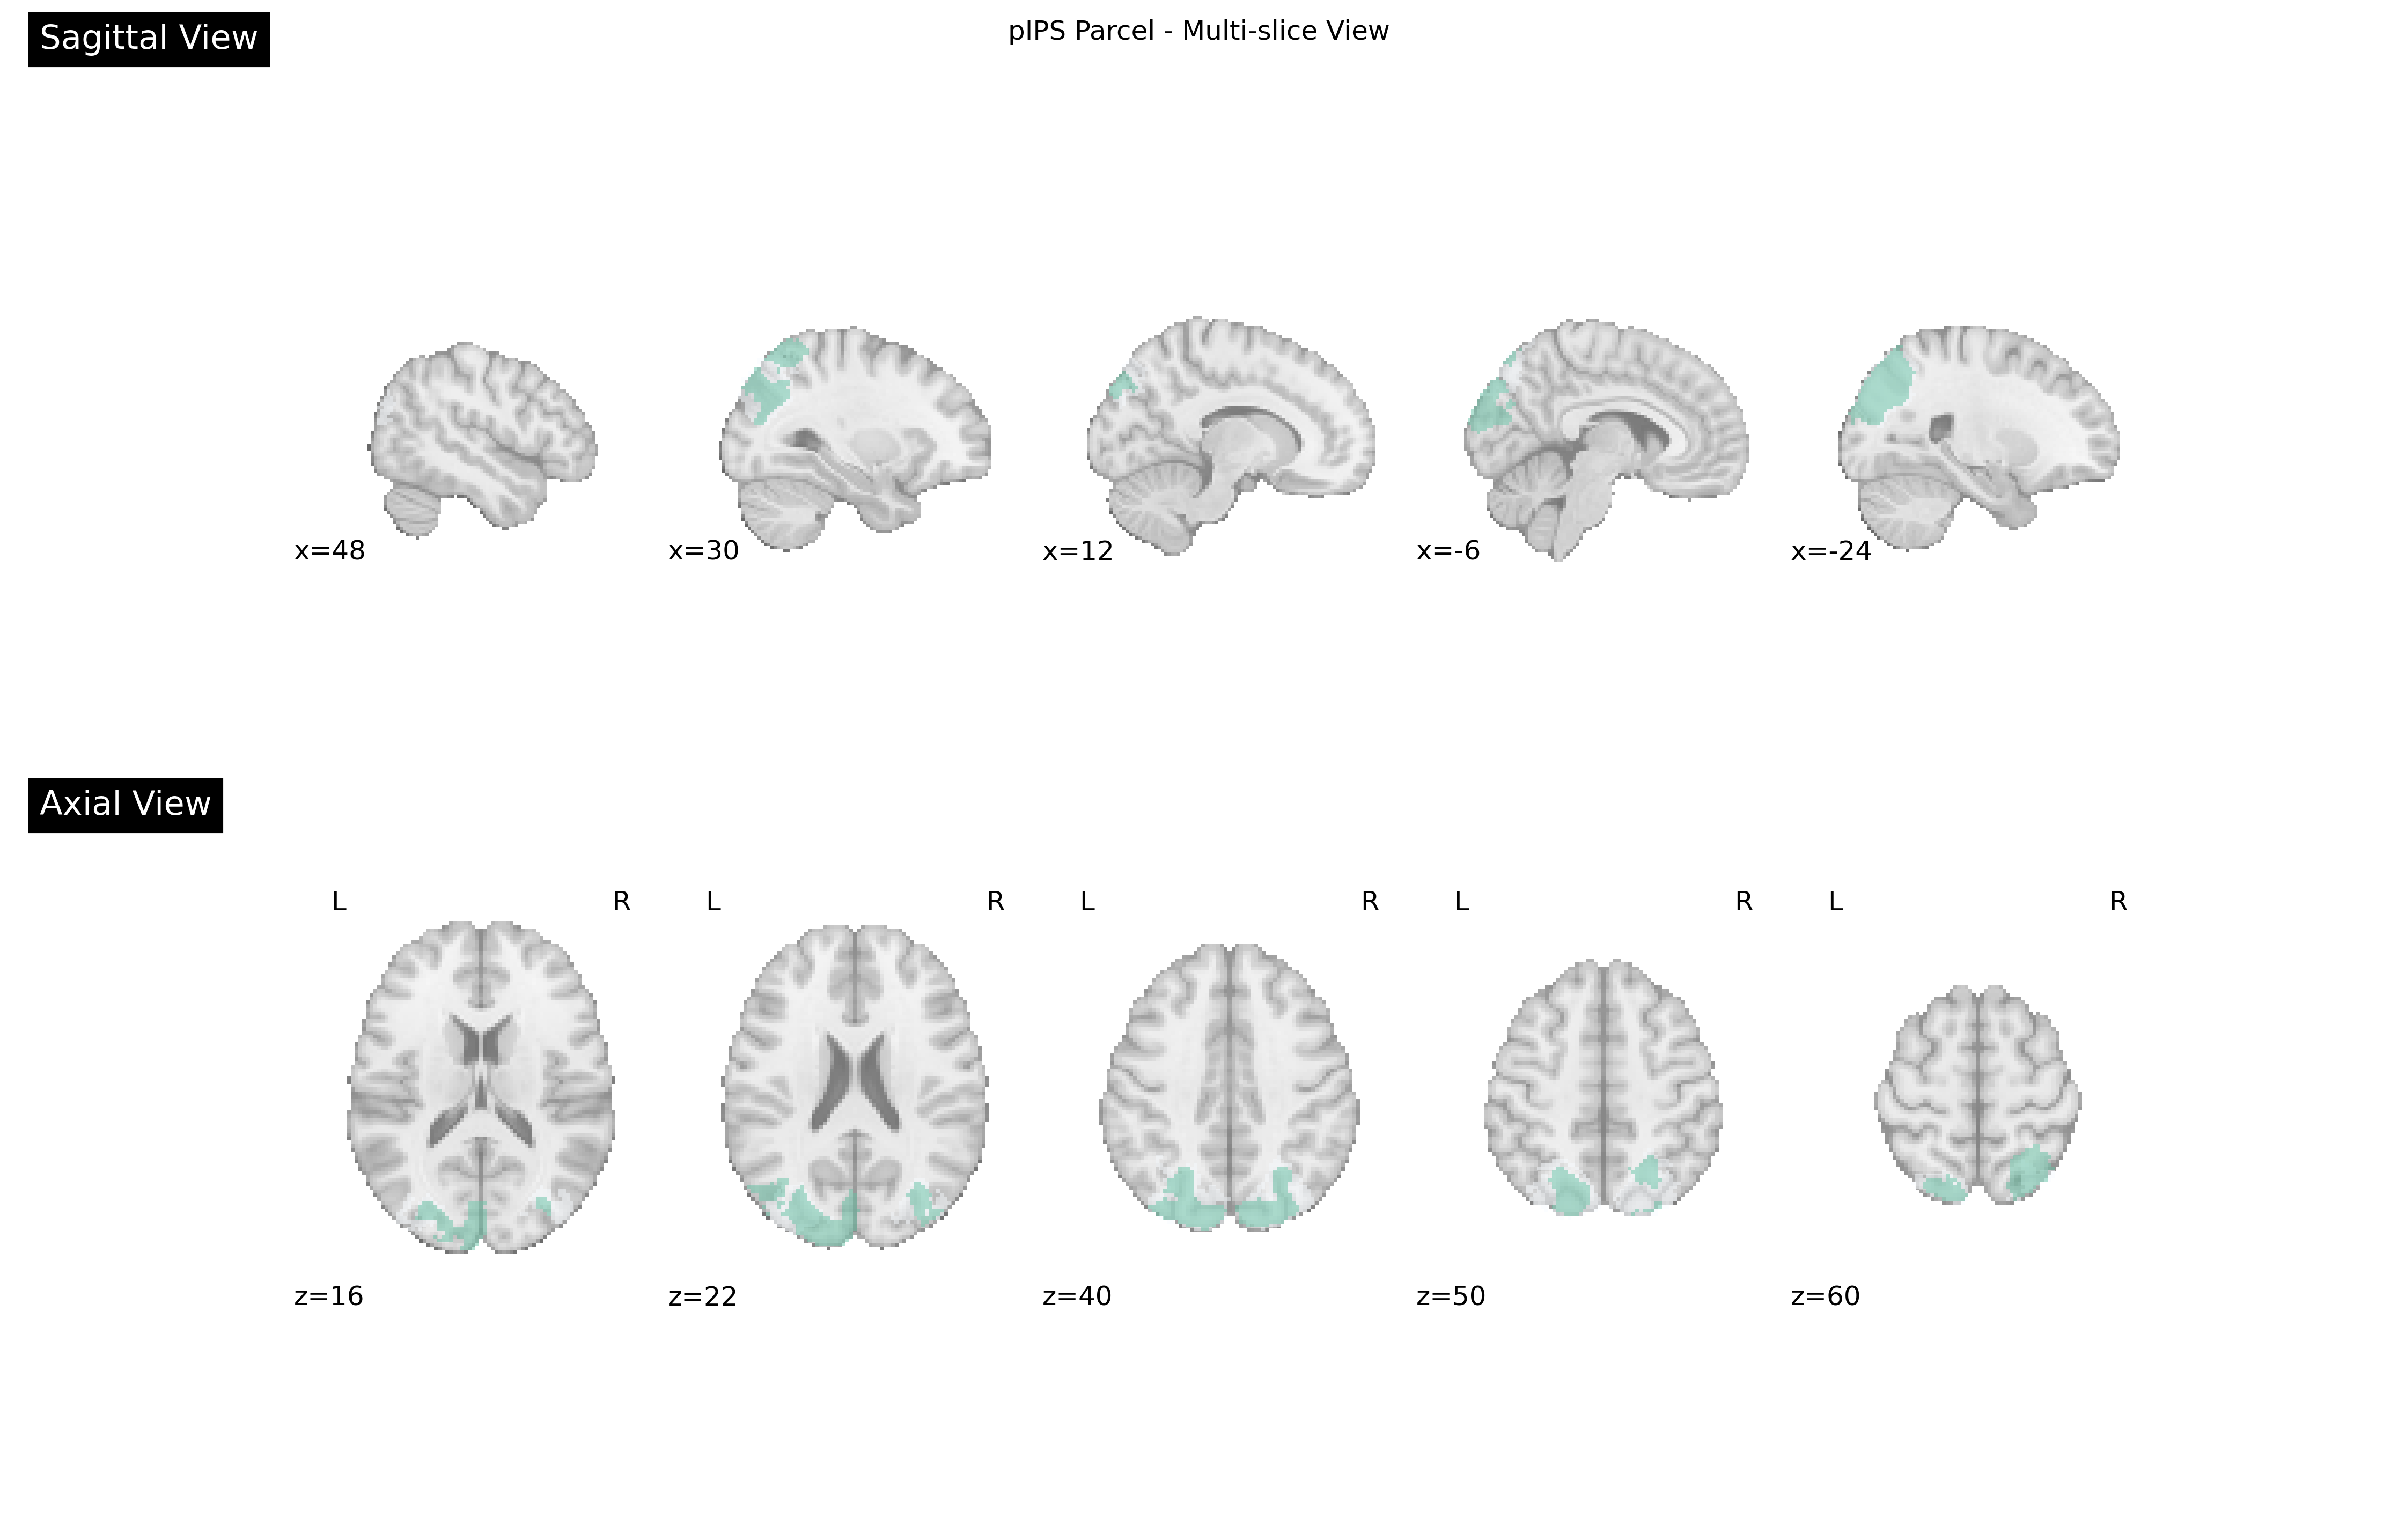 Sagittal View
pIPS Parcel - Multi-slice View
x=48
x=30
x=12
x=-6
x=-24
Axial View
L R L R L R L R L R
z=16
z=22
z=40
z=50
z=60